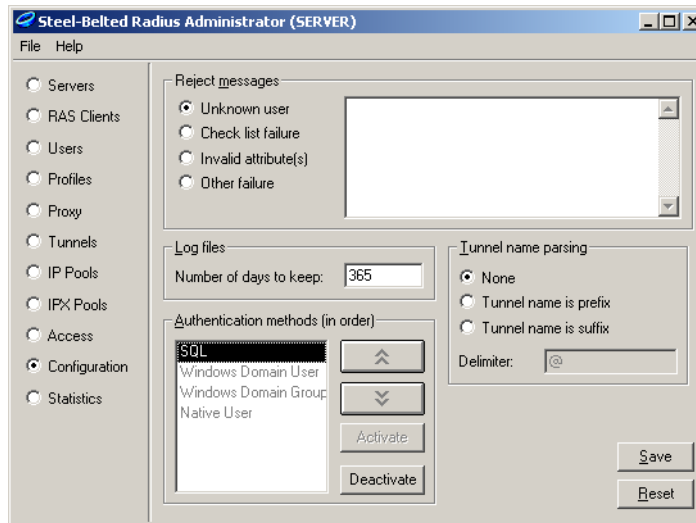 Steel-Belted Radius Administrator (SERVER)
File Help
Servers
RAS Clients
Users
Profiles
Proxy
Tunnels
IP Pools
IPX Pools
Access
Configuration
Statistics
Reject messages
Unknown user
Check list failure
Invalid attribute(s)
Other failure
Log files
Number of days to keep: 365
Authentication methods (in order)
SQL
Windows Domain User
Windows Domain Group
Native User
Activate
Deactivate
Tunnel name parsing
None
Tunnel name is prefix
Tunnel name is suffix
Delimiter: @
Save
Reset